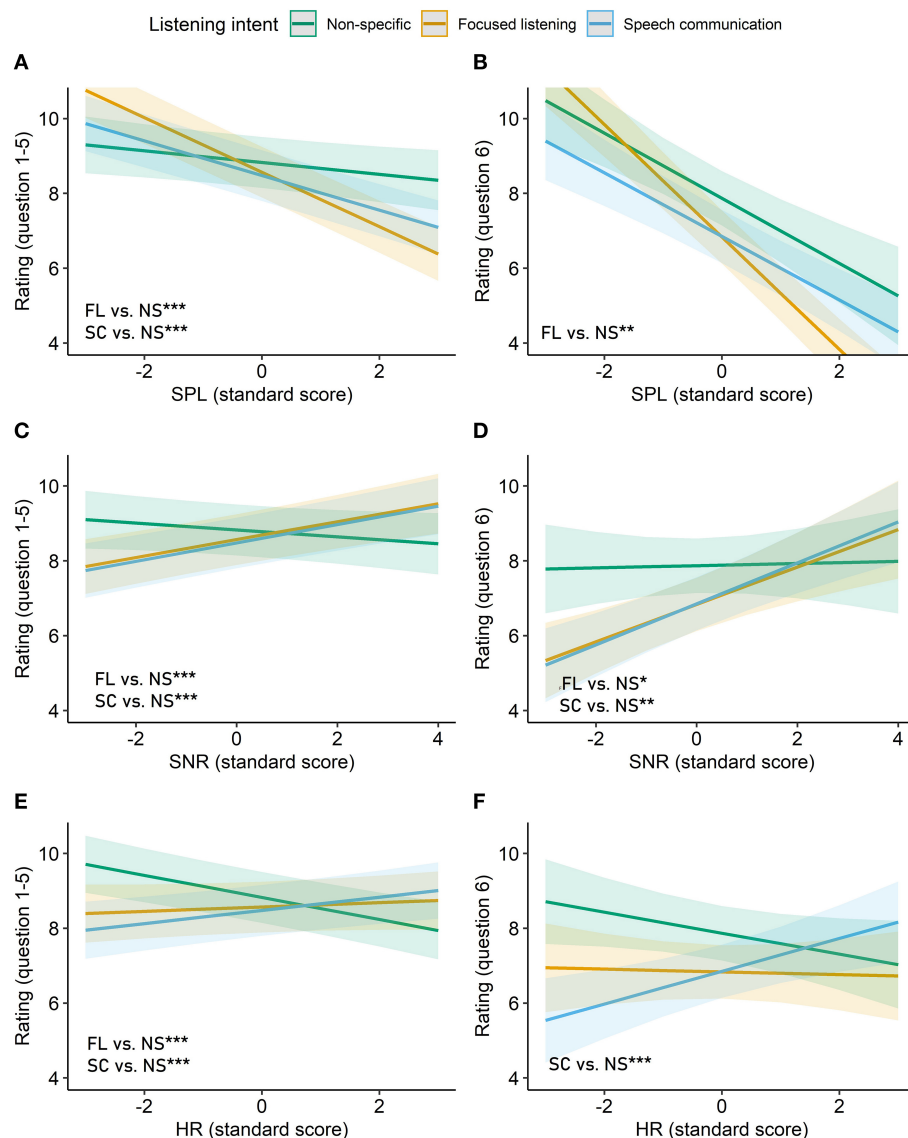 Listening intent Non-specific Focused listening Speech communication
A
B
Rating (question 1-5)
10
8
6
4
FL vs. NS***
SC vs. NS***
-2 0 2
SPL (standard score)
Rating (question 6)
10
8
6
4
FL vs. NS**
-2 0 2
SPL (standard score)
C
D
Rating (question 1-5)
10
8
6
4
FL vs. NS***
SC vs. NS***
-2 0 2 4
SNR (standard score)
Rating (question 6)
10
8
6
4
FL vs. NS*
SC vs. NS**
-2 0 2 4
SNR (standard score)
E
F
Rating (question 1-5)
10
8
6
4
FL vs. NS***
SC vs. NS***
-2 0 2
HR (standard score)
Rating (question 6)
10
8
6
4
SC vs. NS***
-2 0 2
HR (standard score)